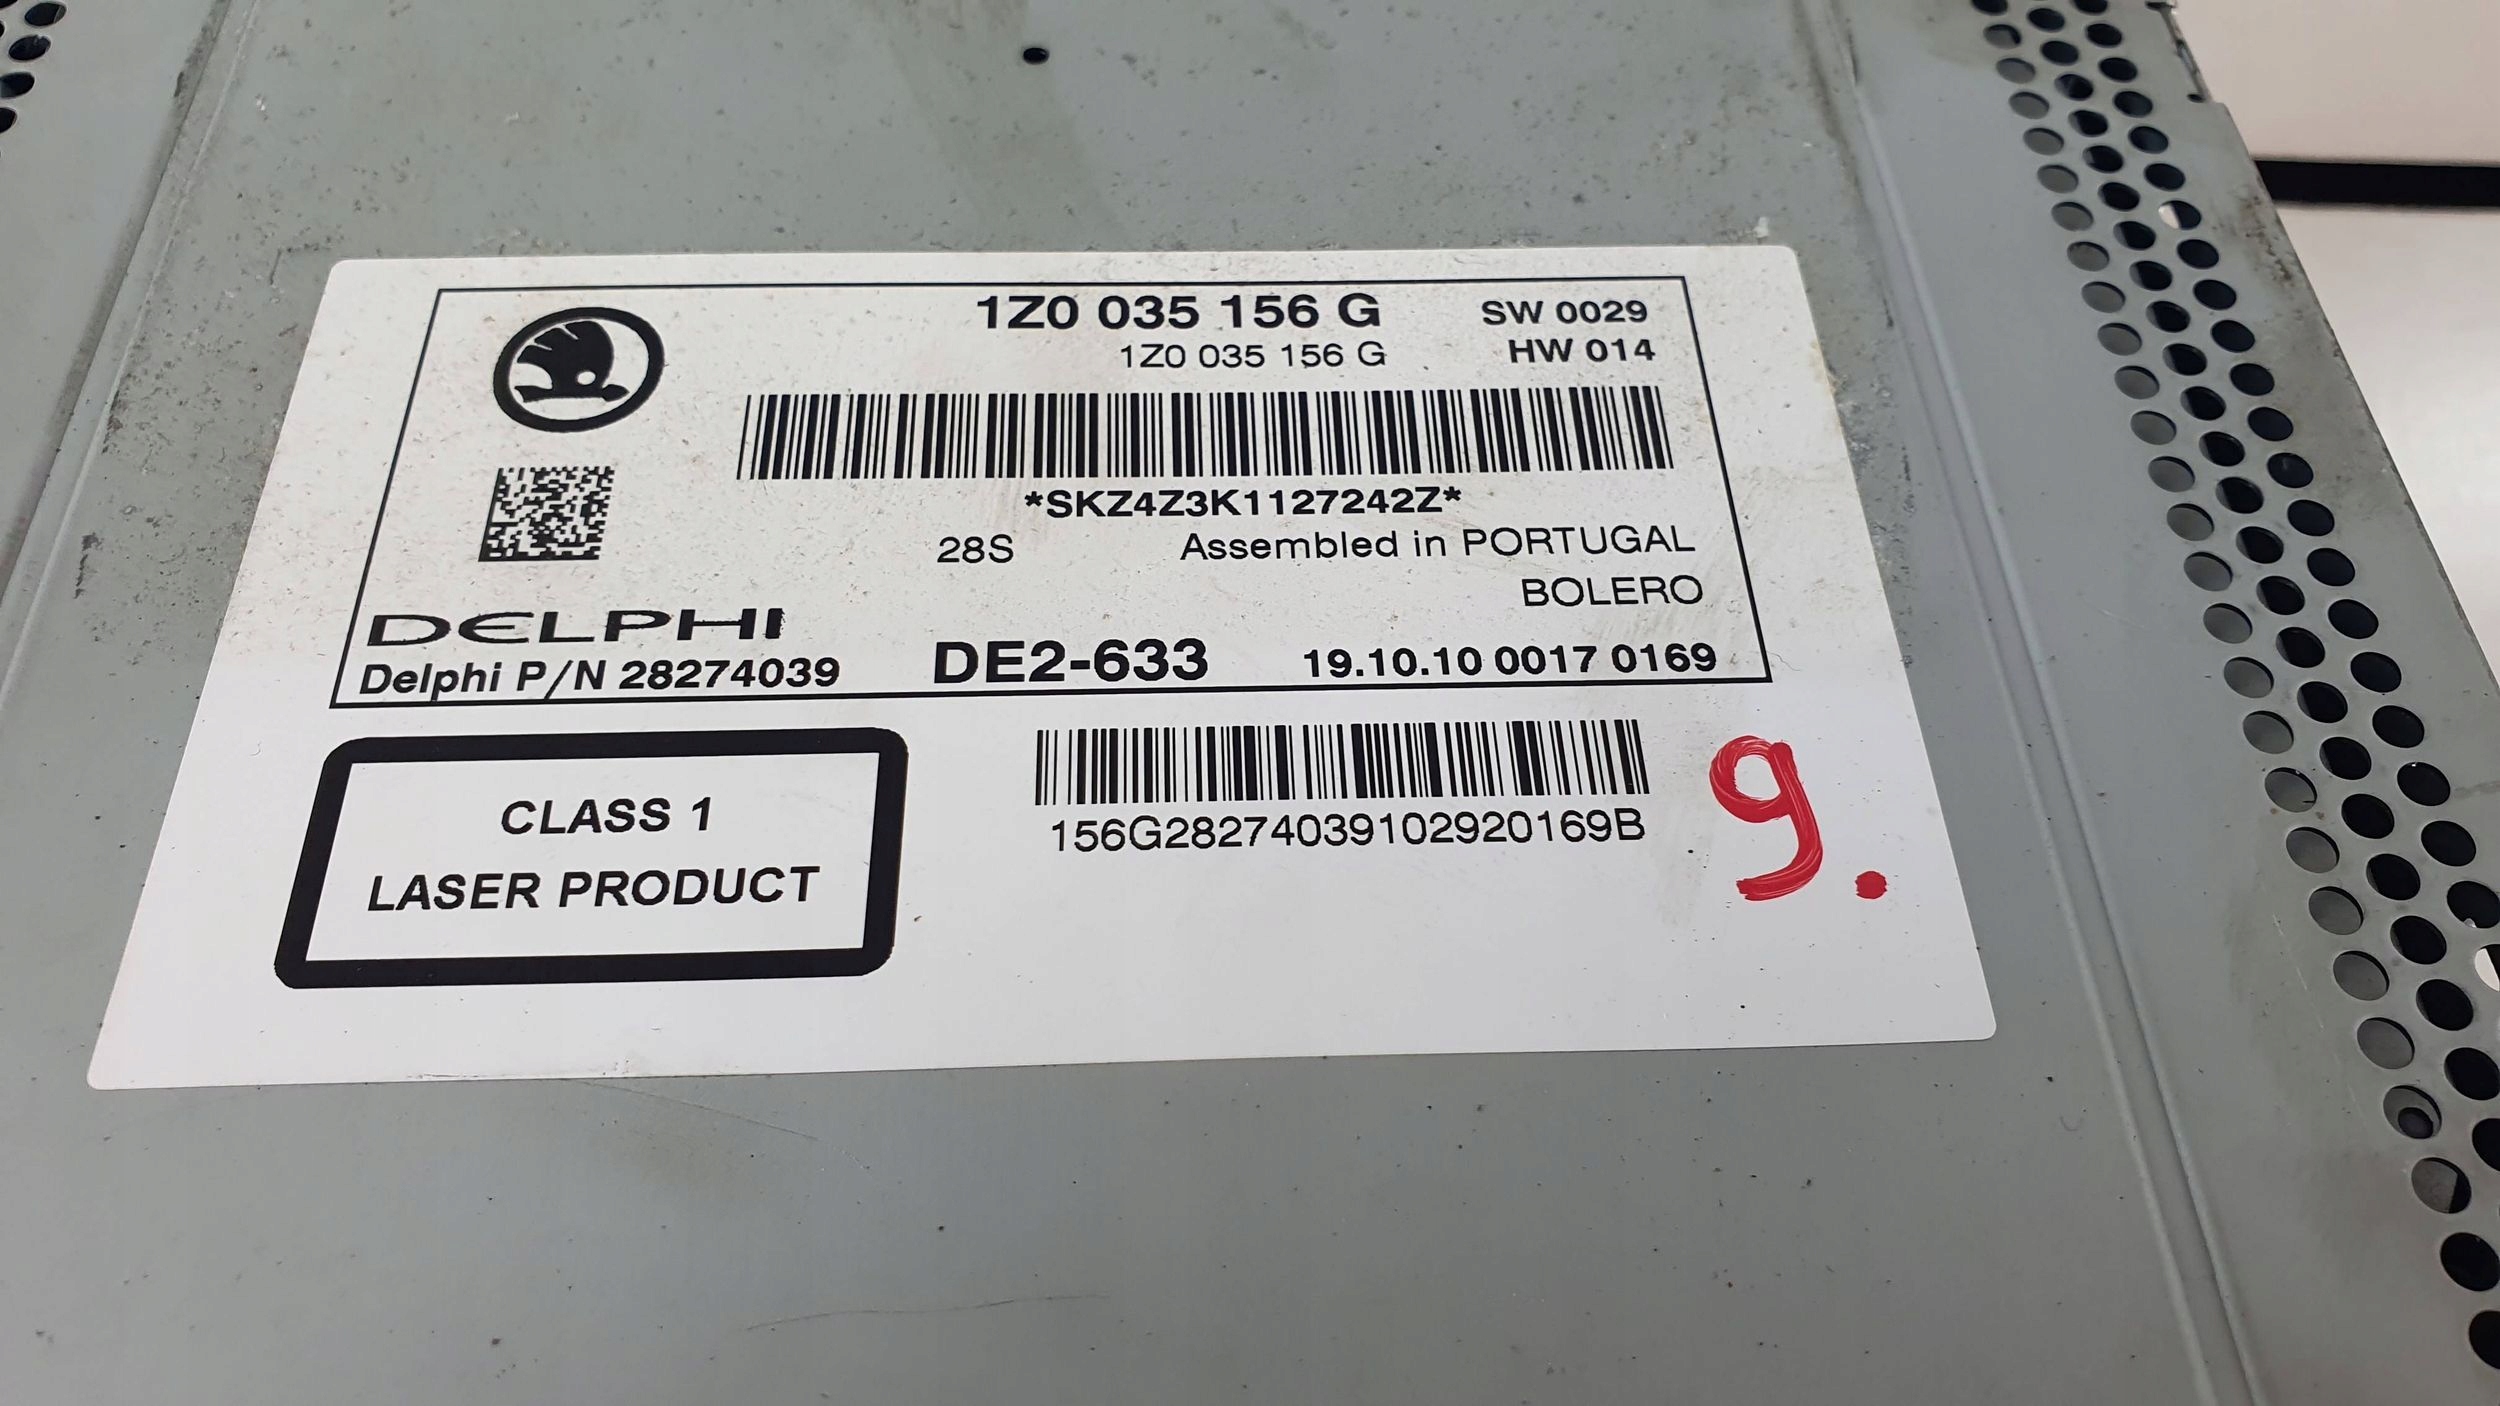 1Z0 035 156 G
SW 0029
1Z0 035 156 G
HW 014
*SKZ4Z3K1127242Z*
28S
Assembled in PORTUGAL
BOLERO
DELPHI
Delphi P/N 28274039
DE2-633
19.10.10 0017 0169
CLASS 1
LASER PRODUCT
156G28274039102920169B
9.